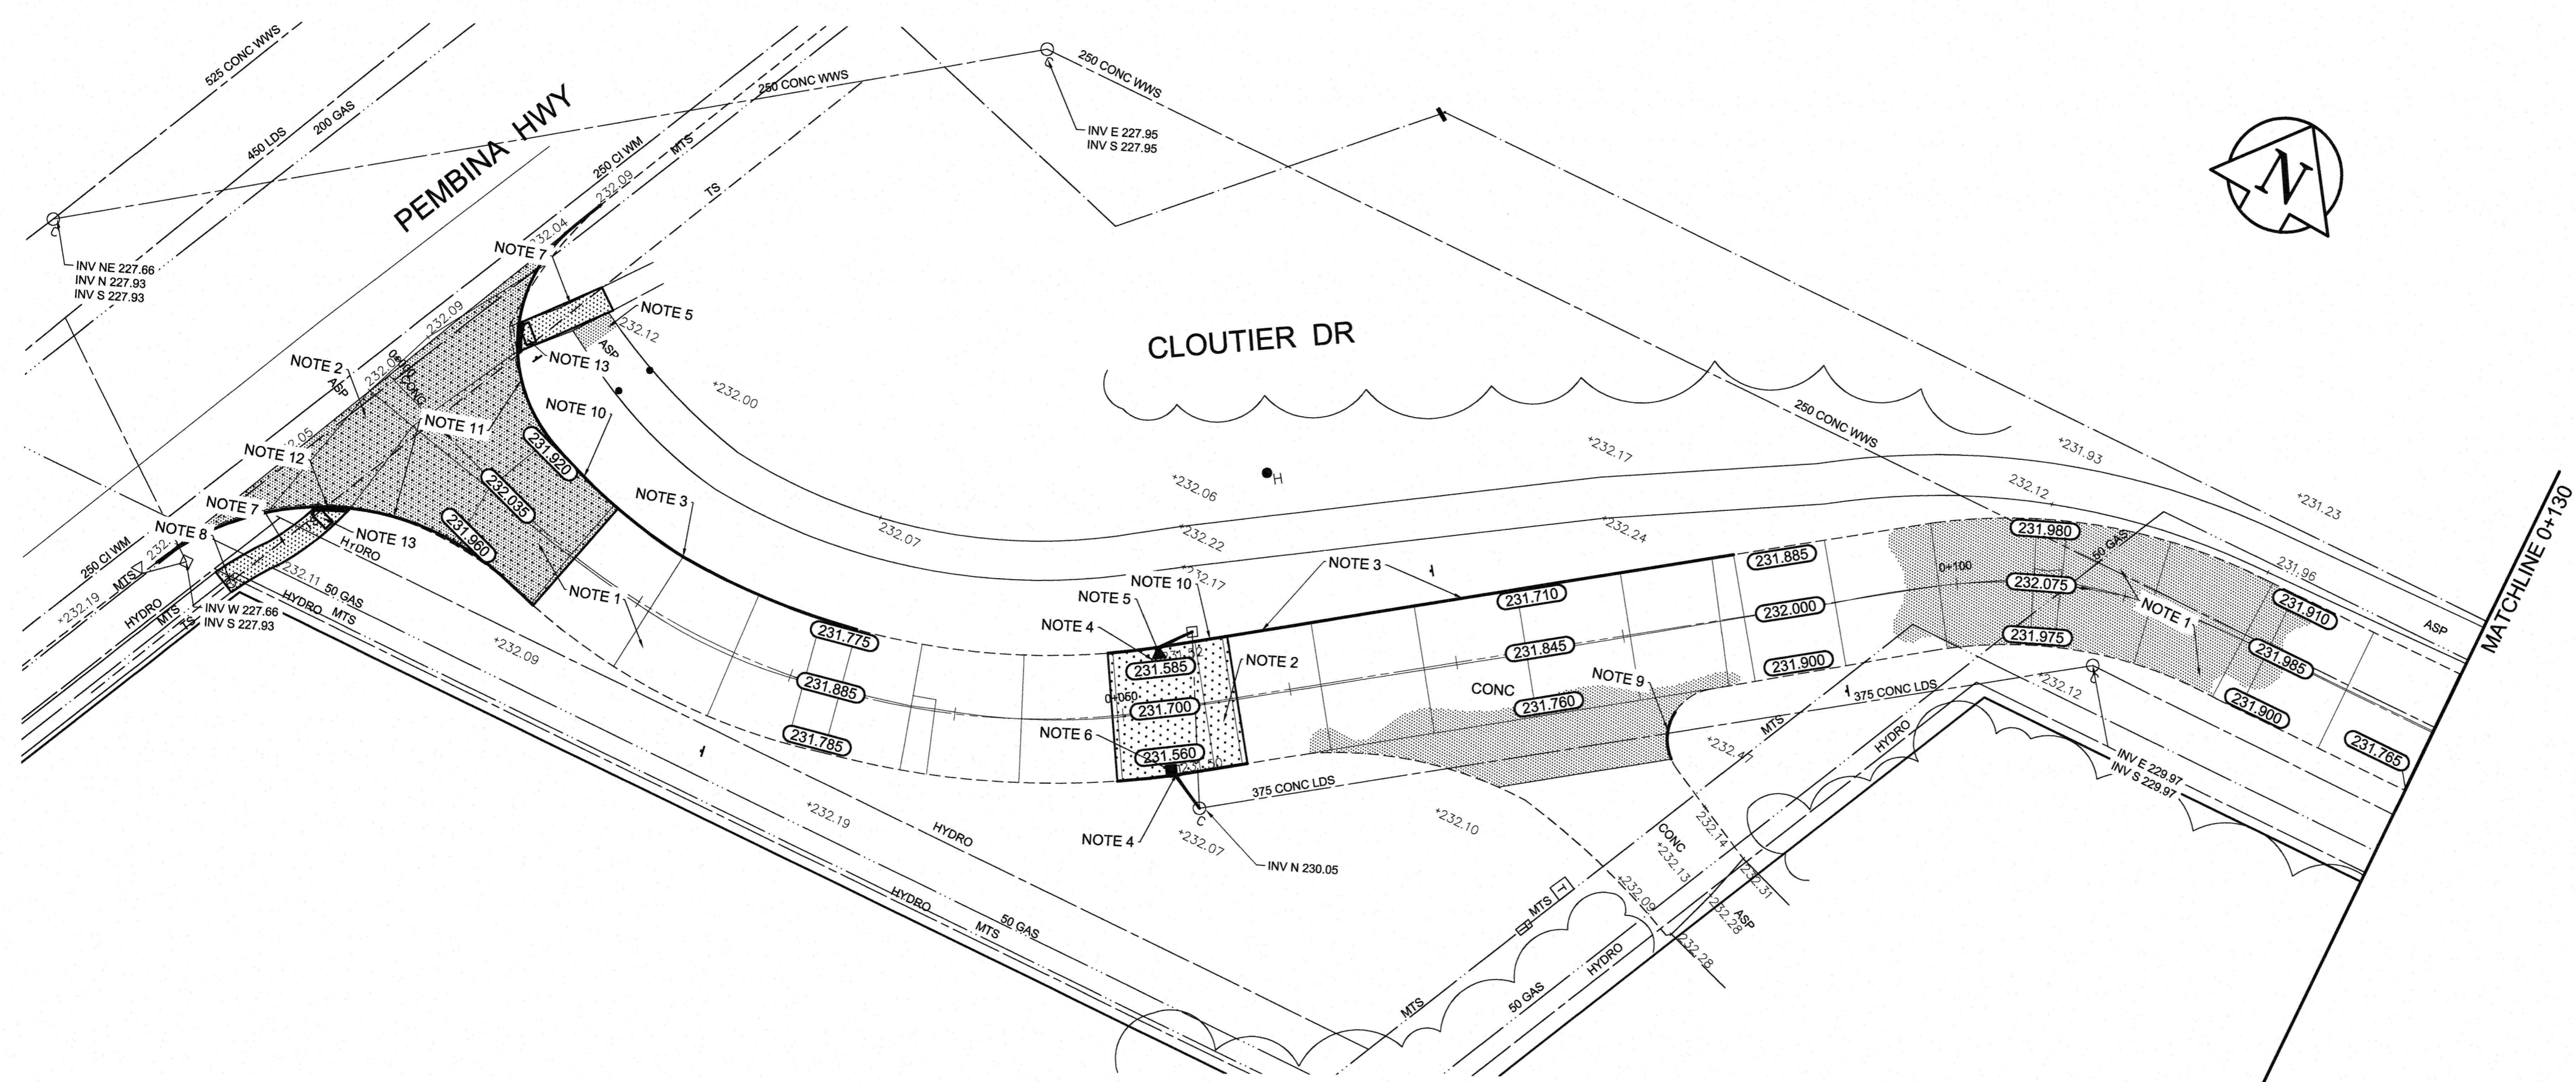 525 CONC WWS
450 LDS
200 GAS
PEMBINA HWY
250 CONC WWS
250 CONC WWS
INV E 227.95
INV S 227.95
N
250 CI WM
232.09
MTS
TS
232.04
NOTE 7
INV NE 227.66
INV N 227.93
INV S 227.93
232.09
NOTE 5
+232.12
ASP
NOTE 13
NOTE 2
ASP
CONC
CLOUTIER DR
+232.00
NOTE 10
NOTE 11
231.920
232.035
231.960
NOTE 12
NOTE 7
NOTE 8
NOTE 13
HYDRO
250 CI WM
MTS
+232.19
HYDRO
MTS
TS
INV W 227.66
INV S 227.93
232.11
50 GAS
HYDRO
MTS
NOTE 3
NOTE 1
+232.09
+232.07
231.775
231.885
231.785
+232.19
HYDRO
HYDRO
MTS
50 GAS
H
+232.06
+232.22
+232.17
NOTE 10
NOTE 5
NOTE 4
231.585
NOTE 2
0+050
231.700
NOTE 6
231.560
231.50
NOTE 4
C
+232.07
INV N 230.05
375 CONC LDS
NOTE 3
+232.17
+232.24
231.710
231.845
CONC
231.760
NOTE 9
231.885
232.000
231.900
375 CONC LDS
+232.10
250 CONC WWS
+231.93
232.12
+231.23
231.980
50 GAS
0+100
232.075
231.975
NOTE 1
231.96
231.910
231.985
231.900
231.765
ASP
MATCHLINE 0+130
+232.12
INV E 229.97
INV S 229.97
MTS
HYDRO
232.14
CONC
+232.13
232.31
+232.09
ASP
+232.28
232.28
T
MTS
HYDRO
50 GAS
MTS